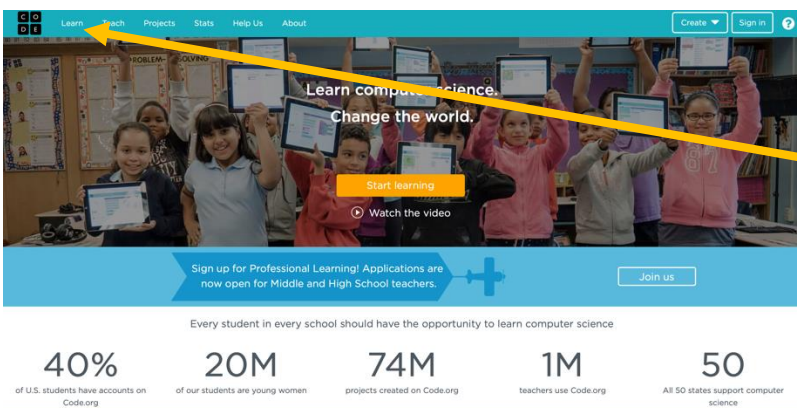 CO
DE
Learn Teach Projects Stats Help Us About Create Sign in ?
PROBLEM- SOLVING
Learn computer science.
Change the world.
Start learning
Watch the video
Sign up for Professional Learning! Applications are
now open for Middle and High School teachers.
Join us
Every student in every school should have the opportunity to learn computer science
40% 20M 74M 1M 50
of U.S. students have accounts on of our students are young women projects created on Code.org teachers use Code.org All 50 states support computer
Code.org science